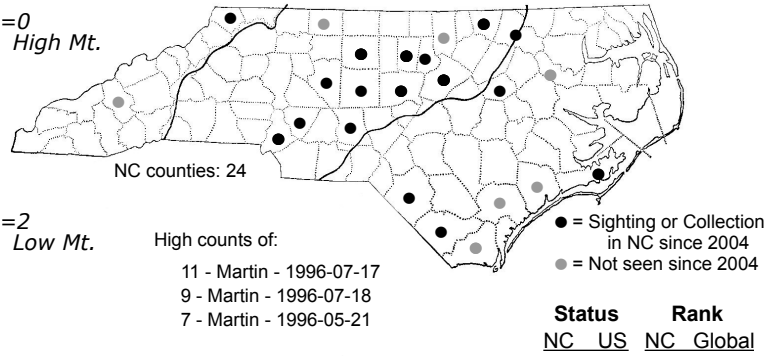 =0
High Mt.
NC counties: 24
=2
Low Mt.
High counts of:
11 - Martin - 1996-07-17
9 - Martin - 1996-07-18
7 - Martin - 1996-05-21
= Sighting or Collection
in NC since 2004
= Not seen since 2004
Status Rank
NC US NC Global